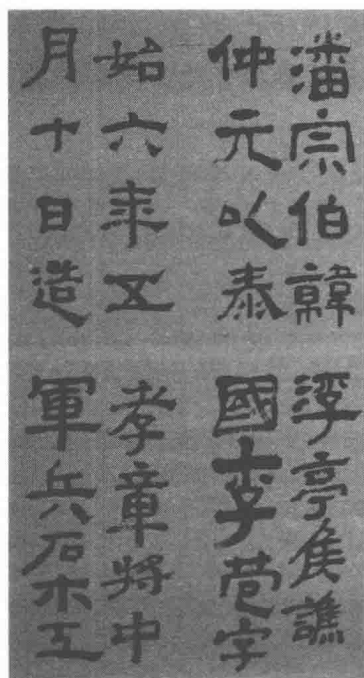 潘宗伯韓
仲元以泰
始六年五
月十日造
浮亭侯譙
國李苞字
孝章將中
軍兵石木工